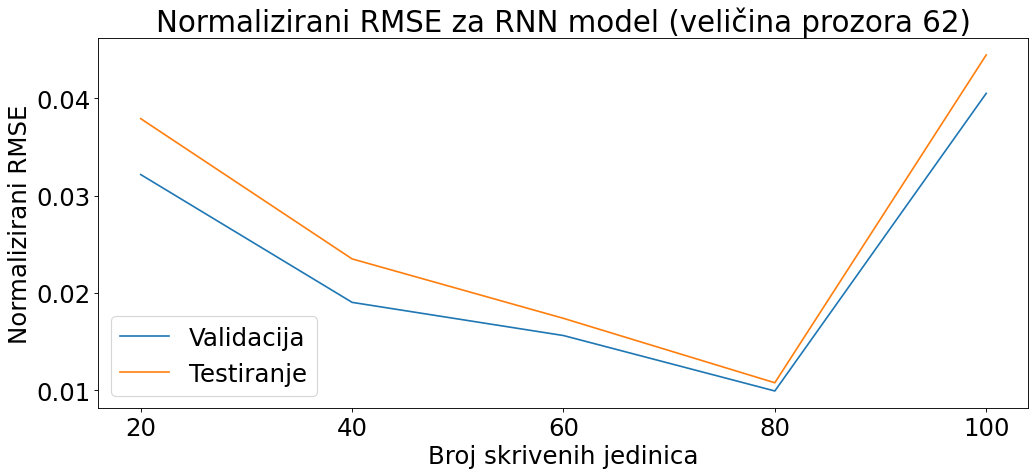 Normalizirani RMSE za RNN model (veličina prozora 62)
Normalizirani RMSE
0.04
0.03
0.02
0.01
Validacija
Testiranje
20 40 60 80 100
Broj skrivenih jedinica